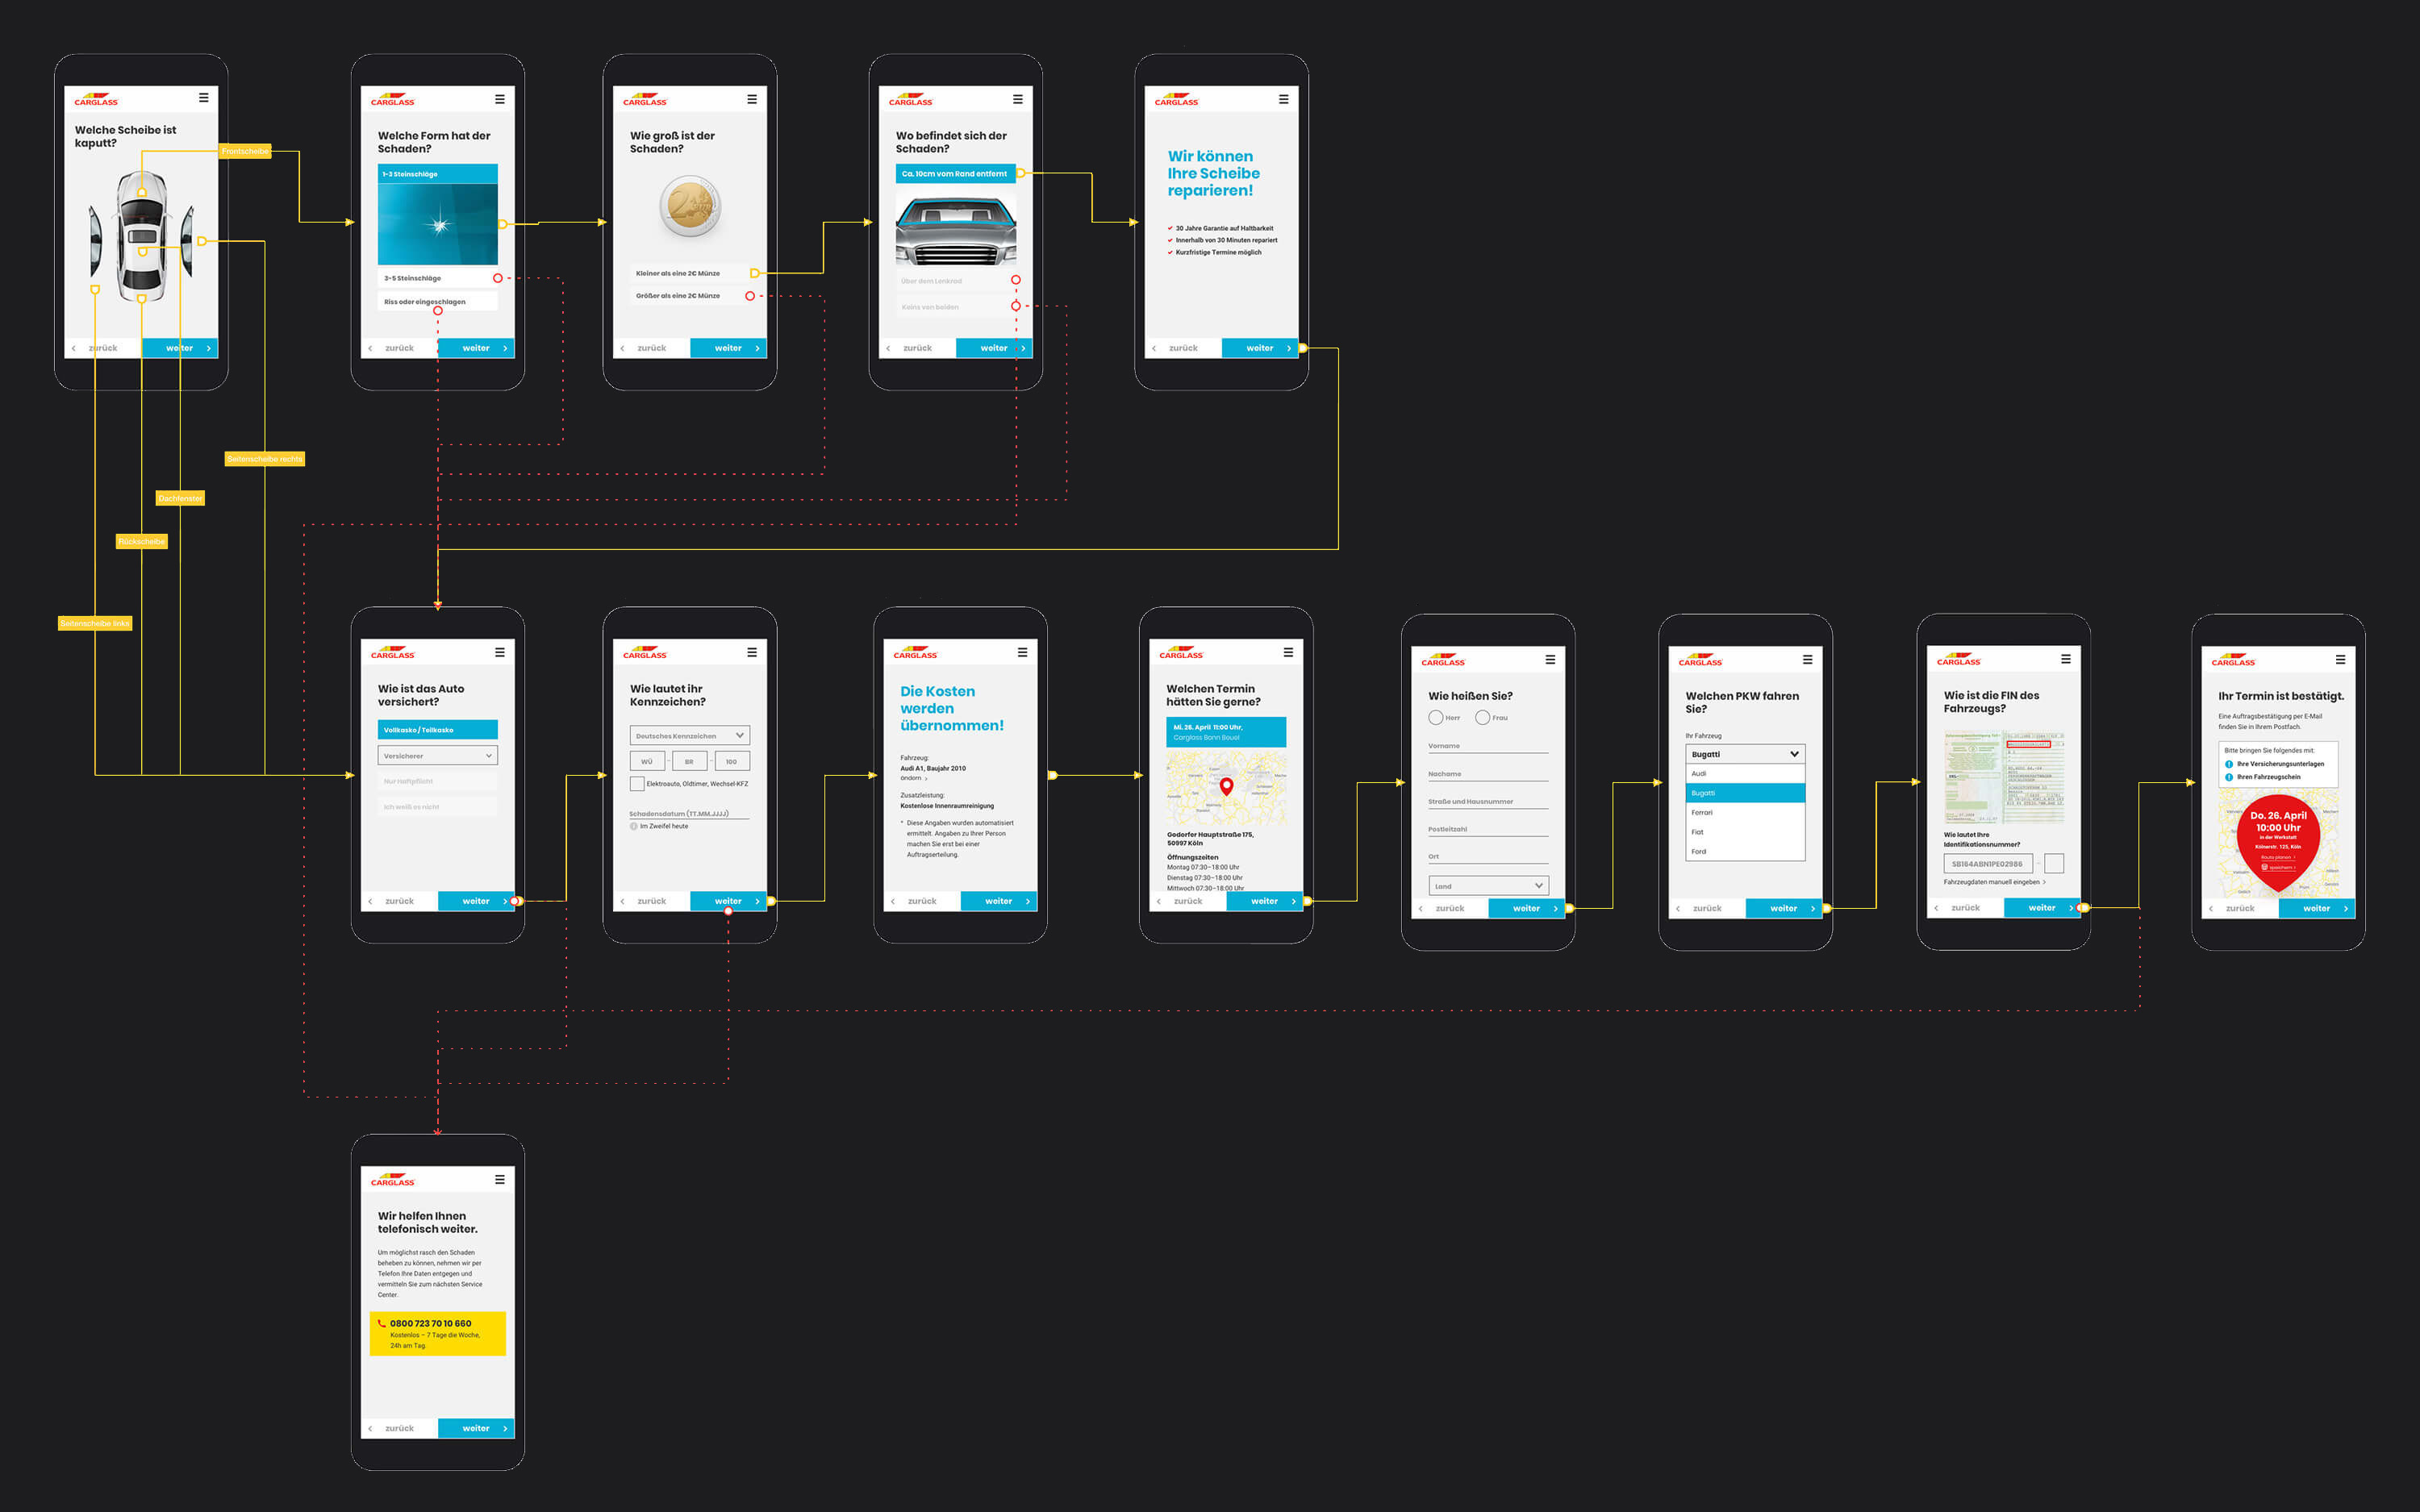 CARGLASS
Welche Scheibe ist
kaputt?
zurück
weiter
Frontscheibe
Seitenscheibe rechts
Dachfenster
Rückscheibe
Seitenscheibe links
CARGLASS
Welche Form hat der
Schaden?
1-3 Steinschläge
3-5 Steinschläge
Riss oder eingeschlagen
zurück
weiter
CARGLASS
Wie groß ist der
Schaden?
2
Kleiner als eine 2€ Münze
Größer als eine 2€ Münze
zurück
weiter
CARGLASS
Wo befindet sich der
Schaden?
Ca. 10cm vom Rand entfernt
Über dem Lenkrad
Keins von beiden
zurück
weiter
CARGLASS
Wir können
Ihre Scheibe
reparieren!
30 Jahre Garantie auf Haltbarkeit
Innerhalb von 30 Minuten repariert
Kurzfristige Termine möglich
zurück
weiter
CARGLASS
Wie ist das Auto
versichert?
Vollkasko / Teilkasko
Versicherer
Nur Haftpflicht
Ich weiß es nicht
zurück
weiter
CARGLASS
Wie lautet ihr
Kennzeichen?
Deutsches Kennzeichen
WÜ - BR - 100
Elektroauto, Oldtimer, Wechsel-KFZ
Schadensdatum (TT.MM.JJJJ)
Im Zweifel heute
zurück
weiter
CARGLASS
Die Kosten
werden
übernommen!
Fahrzeug:
Audi A1, Baujahr 2010
ändern
Zusatzleistung:
Kostenlose Innenraumreinigung
* Diese Angaben wurden automatisiert
ermittelt. Angaben zu Ihrer Person
machen Sie erst bei einer
Auftragserteilung.
zurück
weiter
CARGLASS
Welchen Termin
hätten Sie gerne?
Mi. 26. April 11:00 Uhr,
Carglass Bonn Beuel
Godorfer Hauptstraße 175,
50997 Köln
Öffnungszeiten
Montag 07:30–18:00 Uhr
Dienstag 07:30–18:00 Uhr
Mittwoch 07:30–18:00 Uhr
zurück
weiter
CARGLASS
Wie heißen Sie?
Herr
Frau
Vorname
Nachame
Straße und Hausnummer
Postleitzahl
Ort
Land
zurück
weiter
CARGLASS
Welchen PKW fahren
Sie?
Ihr Fahrzeug
Bugatti
Audi
Bugatti
Ferrari
Fiat
Ford
zurück
weiter
CARGLASS
Wie ist die FIN des
Fahrzeugs?
Wie lautet Ihre
Identifikationsnummer?
SB164ABN1PE02986 -
Fahrzeugdaten manuell eingeben
zurück
weiter
CARGLASS
Ihr Termin ist bestätigt.
Eine Auftragsbestätigung per E-Mail
finden Sie in Ihrem Postfach.
Bitte bringen Sie folgendes mit:
Ihre Versicherungsunterlagen
Ihren Fahrzeugschein
Do. 26. April
10:00 Uhr
in der Werkstatt
Kölnerstr. 125, Köln
Route planen
speichern
zurück
weiter
CARGLASS
Wir helfen Ihnen
telefonisch weiter.
Um möglichst rasch den Schaden
beheben zu können, nehmen wir per
Telefon Ihre Daten entgegen und
vermitteln Sie zum nächsten Service
Center.
0800 723 70 10 660
Kostenlos – 7 Tage die Woche,
24h am Tag.
zurück
weiter